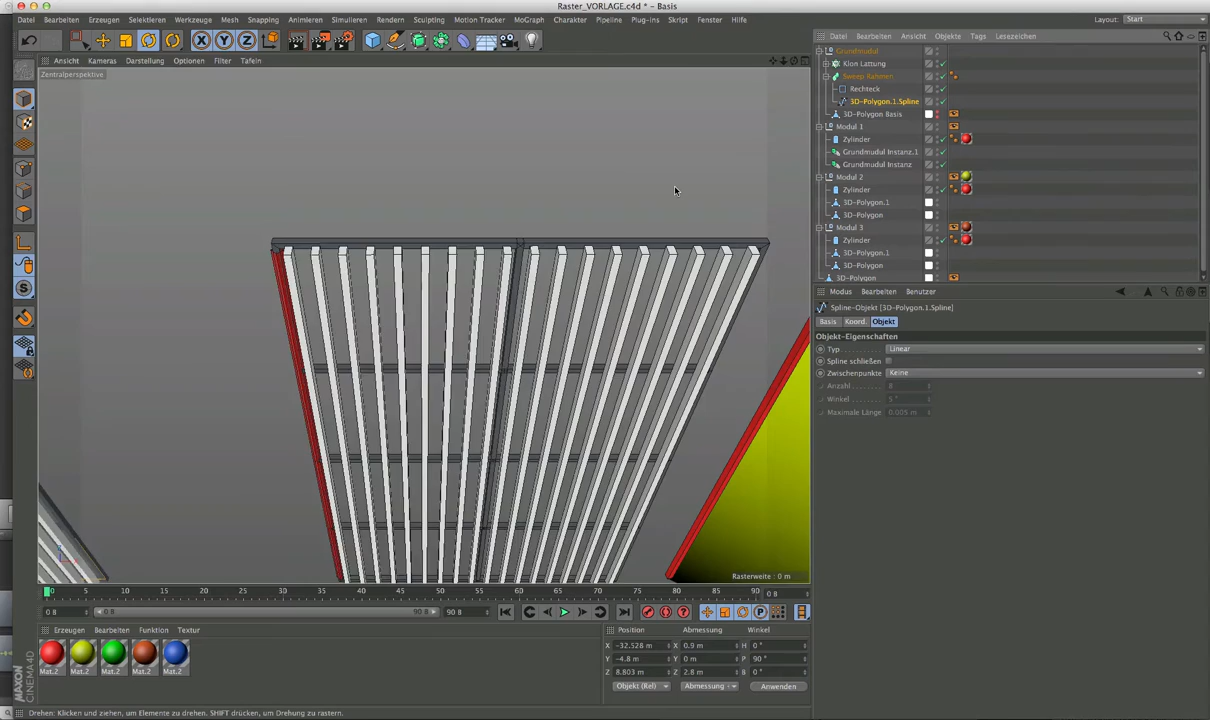 Raster_VORLAGE.c4d * - Basis
Datei Bearbeiten Erzeugen Selektieren Werkzeuge Mesh Snapping Animieren Simulieren Rendern Sculpting Motion Tracker MoGraph Charakter Pipeline Plug-ins Skript Fenster Hilfe
Layout: Start
X Y Z
Ansicht Kameras Darstellung Optionen Filter Tafeln
Zentralperspektive
Rasterweite : 0 m
0 5 10 15 20 25 30 35 40 45 50 55 60 65 70 75 80 85 90
0 B
0 B
0 B
90 B
90 B
Erzeugen Bearbeiten Funktion Textur
Mat.2 Mat.2 Mat.2 Mat.2 Mat.2
Position Abmessung Winkel
X -32.528 m X 0.9 m H 0 °
Y -4.8 m Y 0 m P 90 °
Z 8.803 m Z 2.8 m B 0 °
Objekt (Rel) Abmessung Anwenden
MAXON
CINEMA4D
Drehen: Klicken und ziehen, um Elemente zu drehen. SHIFT drücken, um Drehung zu rastern.
Datei Bearbeiten Ansicht Objekte Tags Lesezeichen
Grundmudul
Klon Lattung
Sweep Rahmen
Rechteck
3D-Polygon.1.Spline
3D-Polygon Basis
Modul 1
Zylinder
Grundmudul Instanz.1
Grundmudul Instanz
Modul 2
Zylinder
3D-Polygon.1
3D-Polygon
Modul 3
Zylinder
3D-Polygon.1
3D-Polygon
3D-Polygon
Modus Bearbeiten Benutzer
Spline-Objekt [3D-Polygon.1.Spline]
Basis Koord. Objekt
Objekt-Eigenschaften
Typ Linear
Spline schließen
Zwischenpunkte Keine
Anzahl 8
Winkel 5 °
Maximale Länge 0.005 m